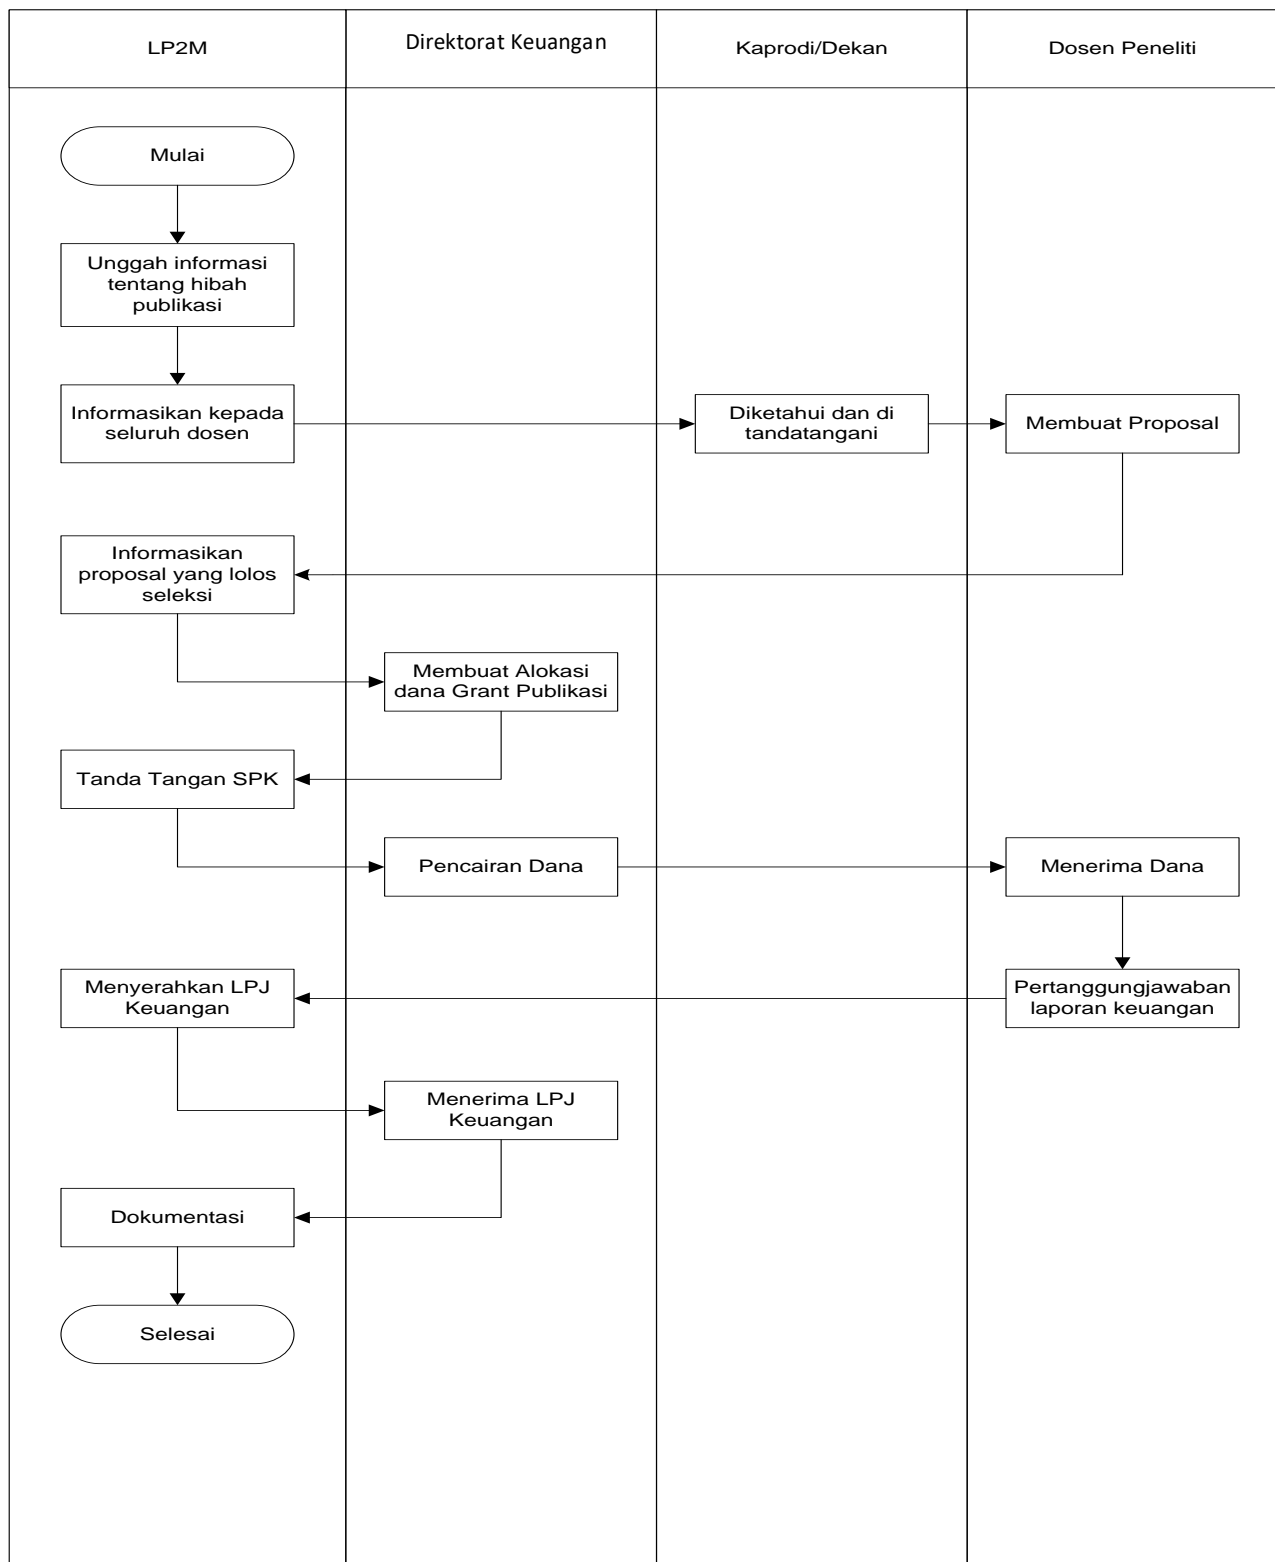 LP2M
Direktorat Keuangan
Kaprodi/Dekan
Dosen Peneliti
Mulai
Unggah informasi
tentang hibah
publikasi
Informasikan kepada
seluruh dosen
Diketahui dan di
tandatangani
Membuat Proposal
Informasikan
proposal yang lolos
seleksi
Membuat Alokasi
dana Grant Publikasi
Tanda Tangan SPK
Pencairan Dana
Menerima Dana
Menyerahkan LPJ
Keuangan
Pertanggungjawaban
laporan keuangan
Menerima LPJ
Keuangan
Dokumentasi
Selesai